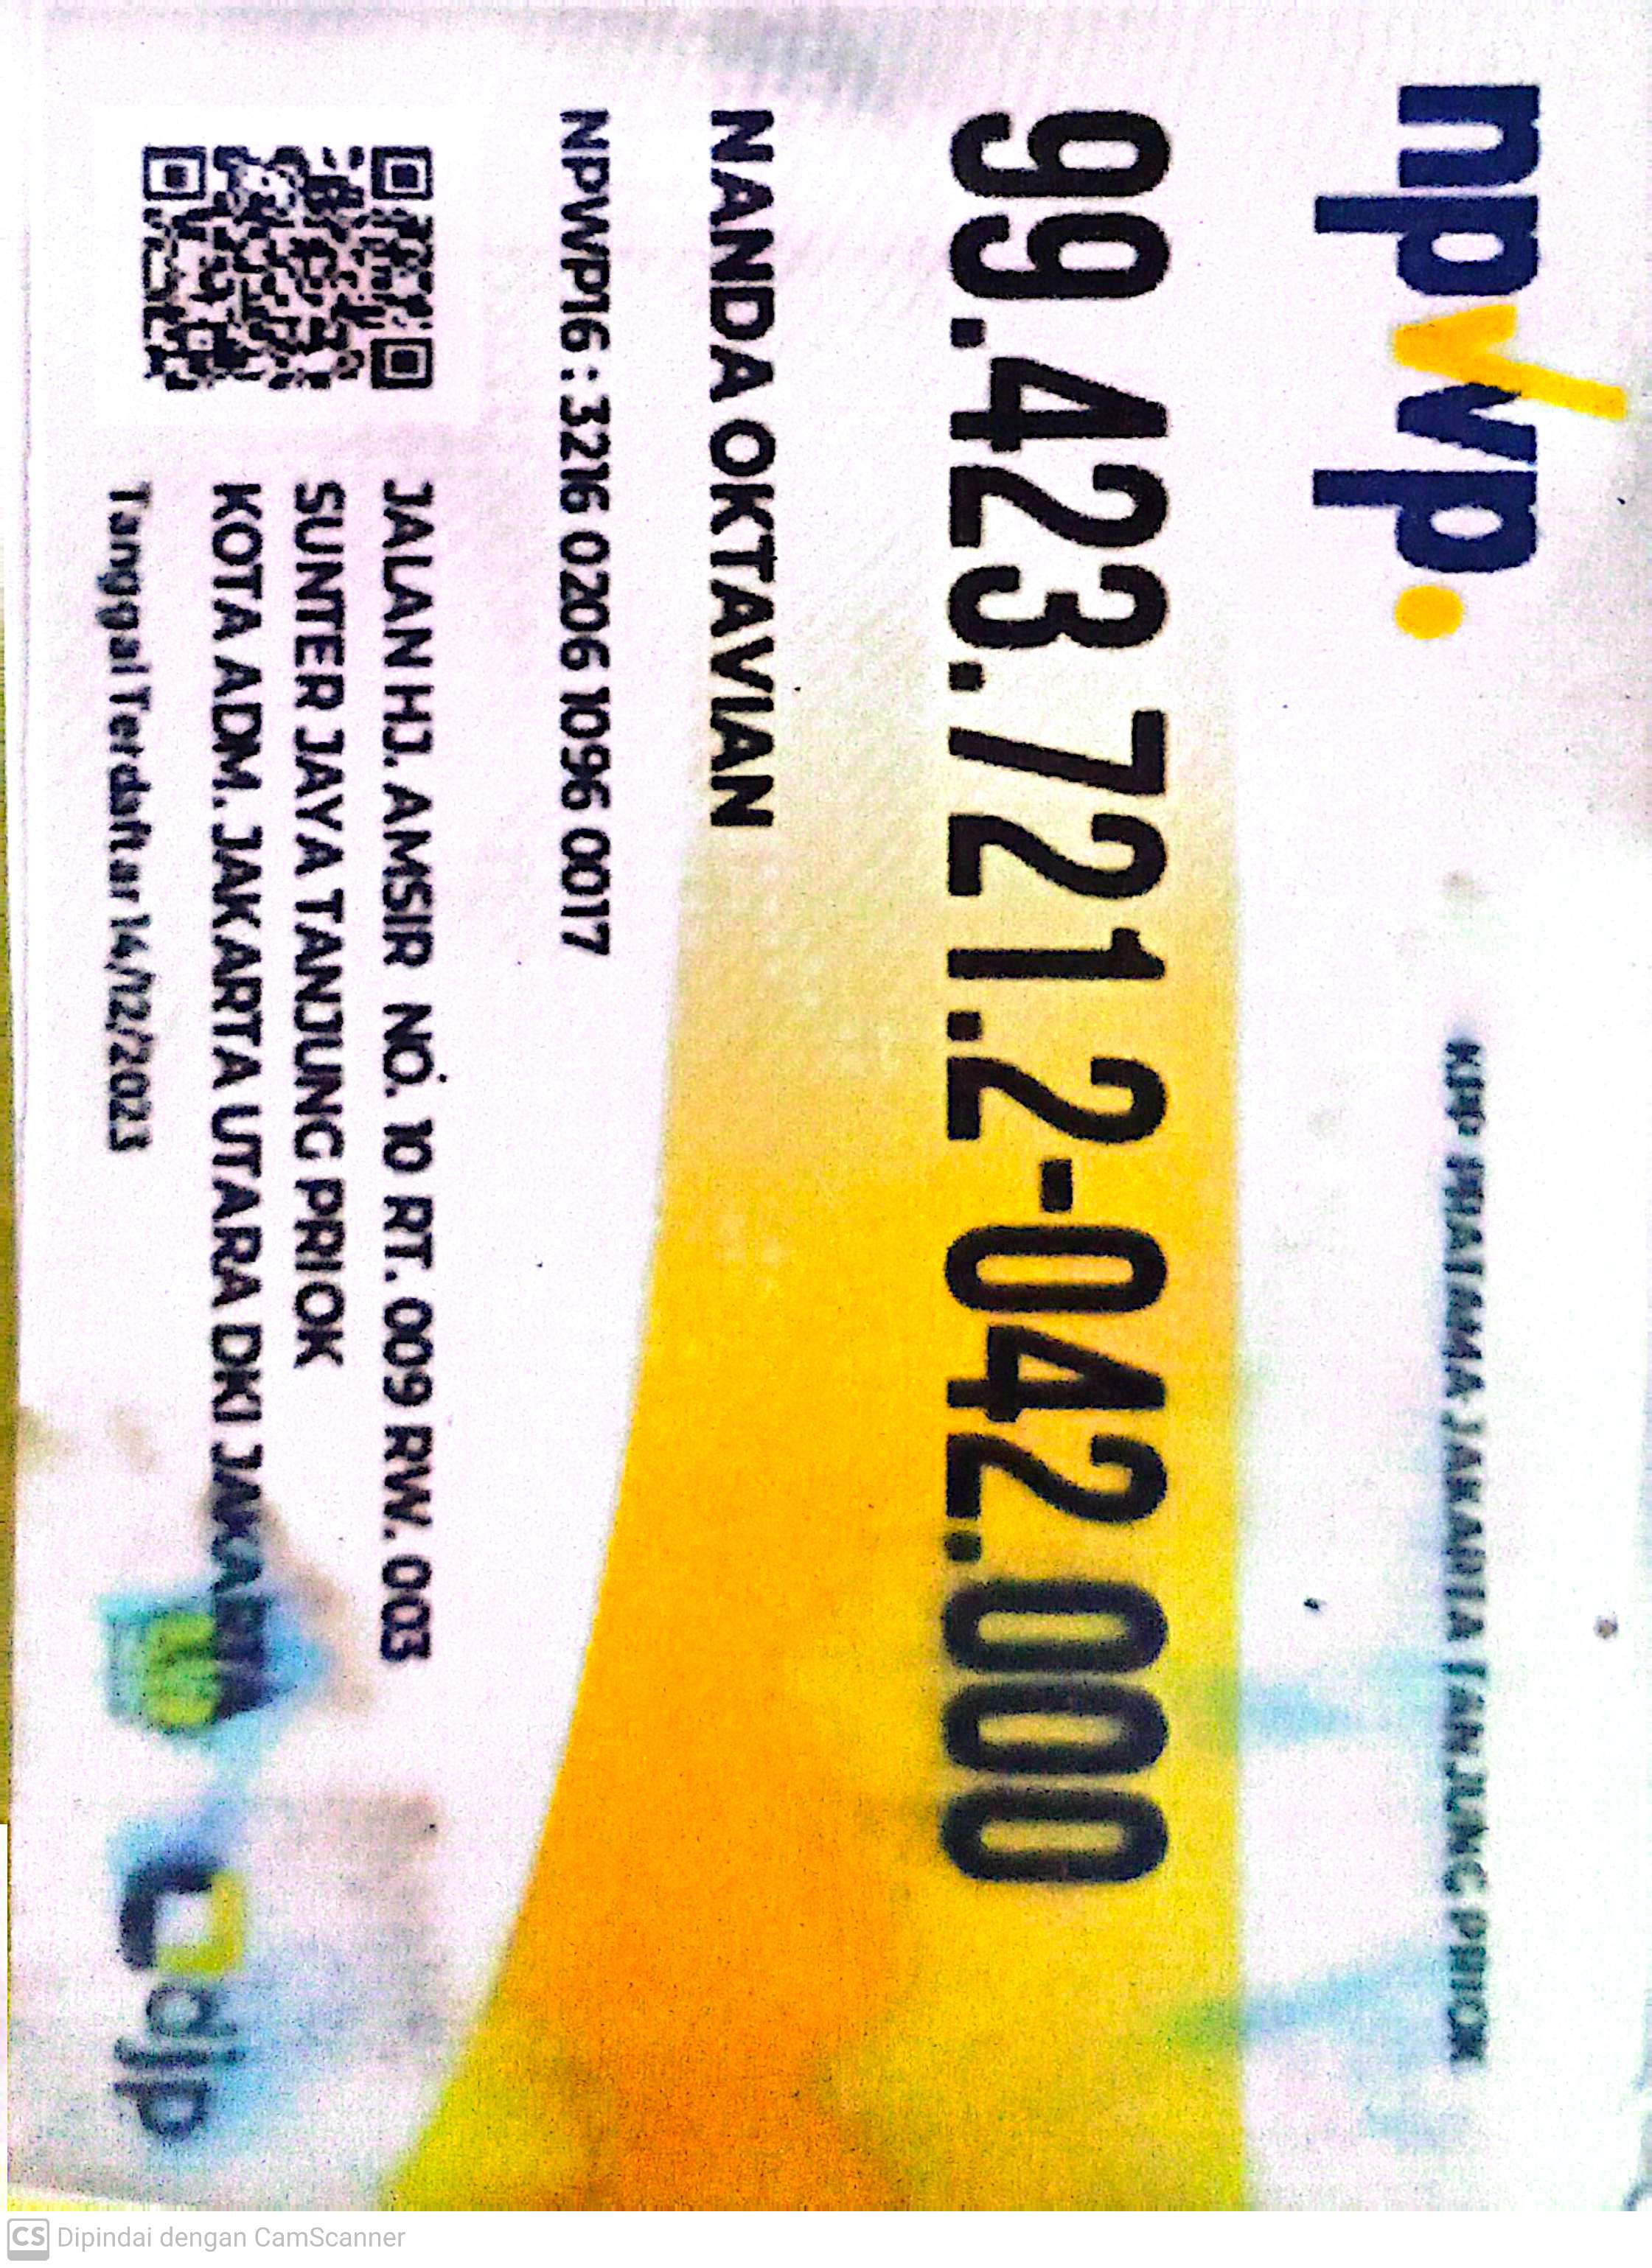 npwp.
KPP PRATAMA JAKARTA TANJUNG PRIOK
99.423.721.2-042.000
NANDA OKTAVIAN
NPWP16 : 3216 0206 1096 0017
JALAN HJ. AMSIR NO. 10 RT. 009 RW. 003
SUNTER JAYA TANJUNG PRIOK
KOTA ADM. JAKARTA UTARA DKI JAKARTA
Tanggal Terdaftar 14/12/2023
djp
CS Dipindai dengan CamScanner